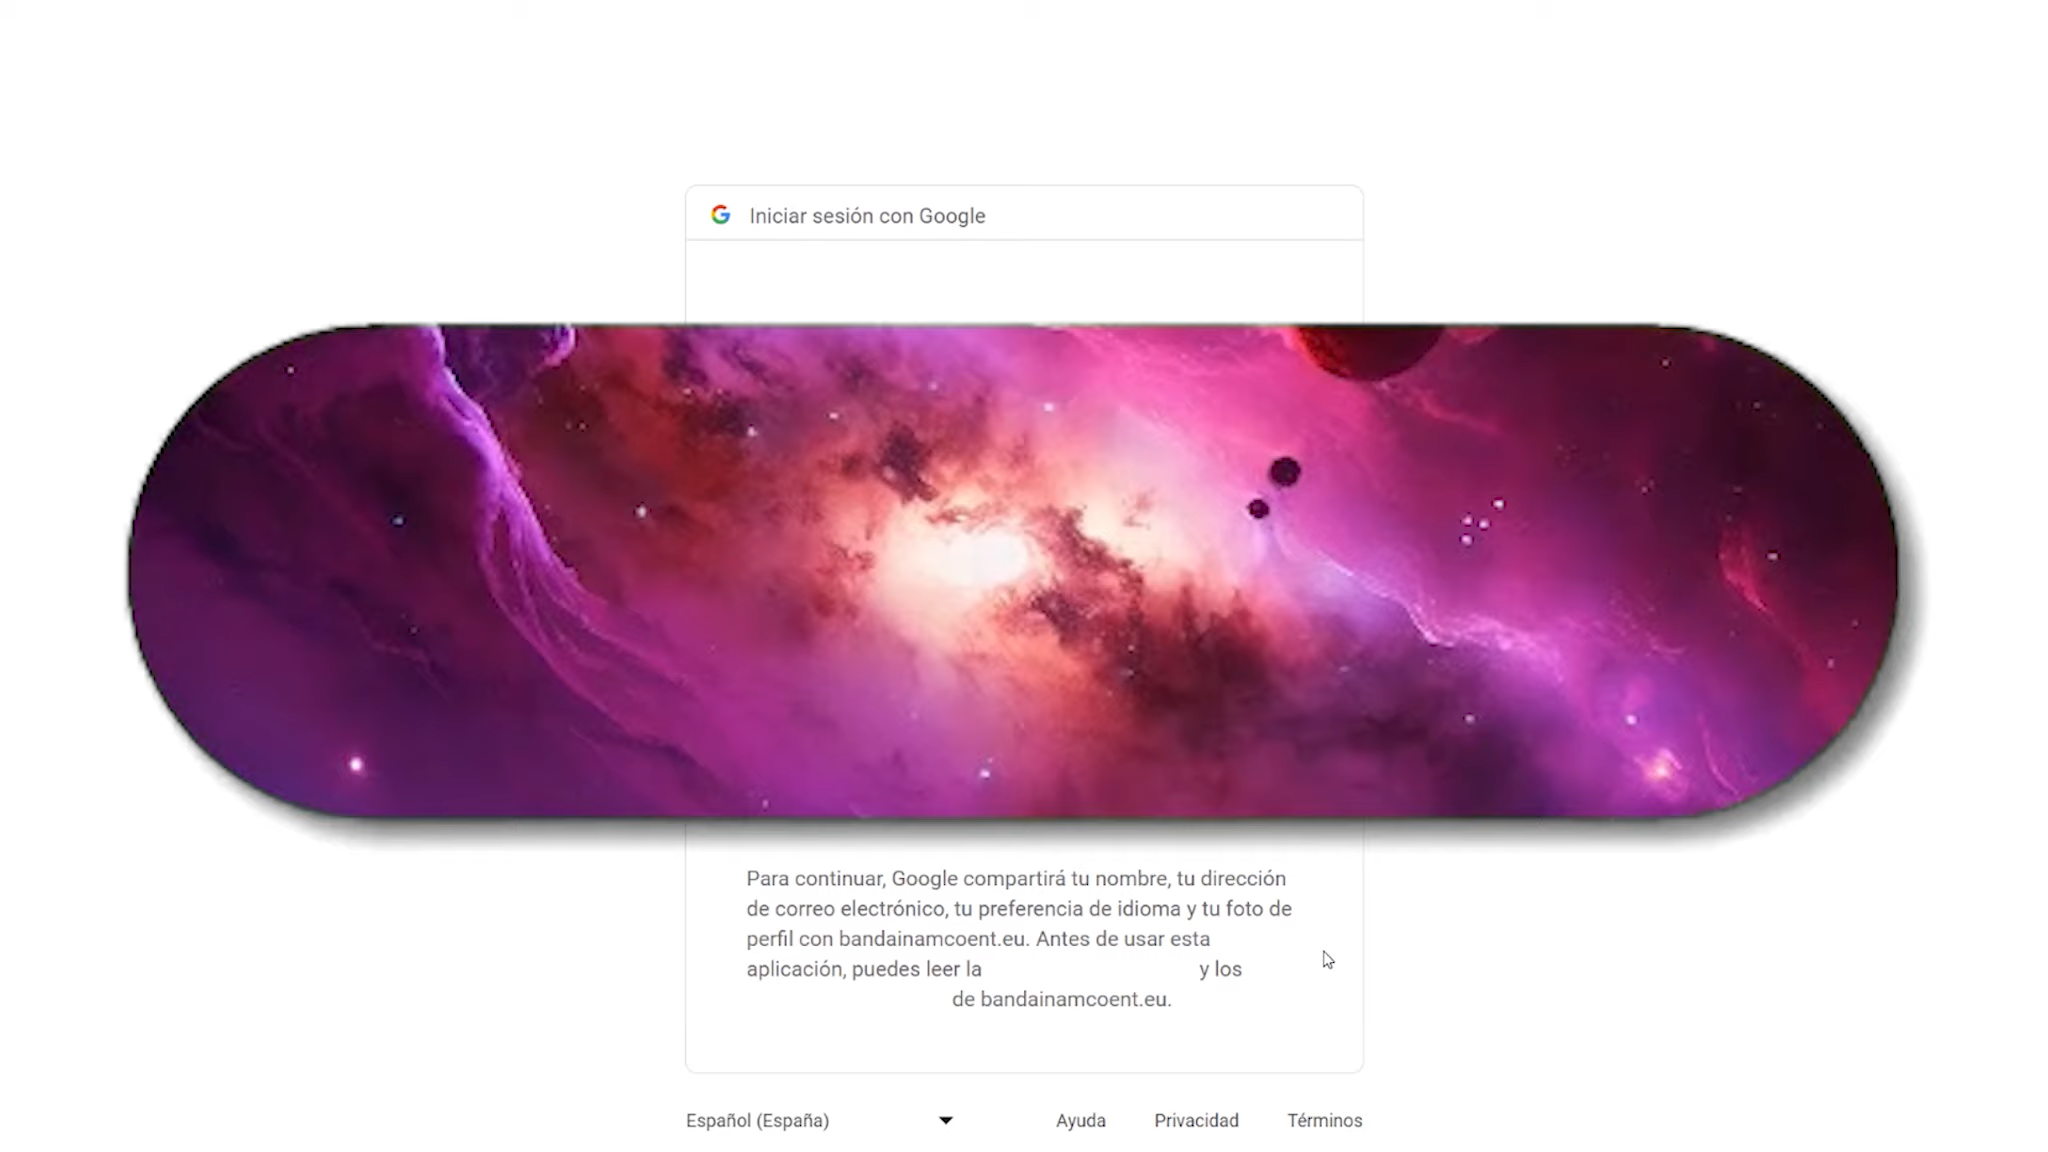 Iniciar sesión con Google
Para continuar, Google compartirá tu nombre, tu dirección
de correo electrónico, tu preferencia de idioma y tu foto de
perfil con bandainamcoent.eu. Antes de usar esta
aplicación, puedes leer la y los
de bandainamcoent.eu.
Español (España) Ayuda Privacidad Términos